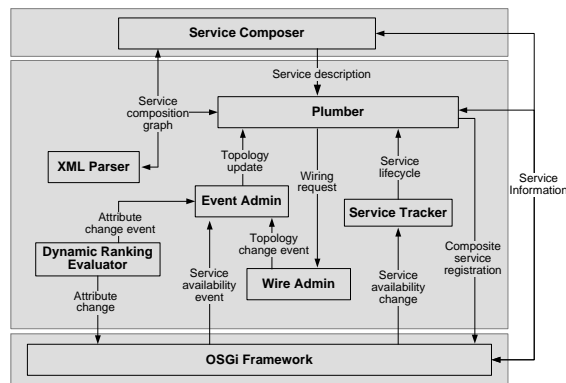 Service Composer
Service description
Service
composition
graph
Plumber
XML Parser
Topology
update
Wiring
request
Service
lifecycle
Service
Information
Attribute
change event
Event Admin
Service Tracker
Dynamic Ranking
Evaluator
Topology
change event
Service
availability
event
Wire Admin
Service
availability
change
Composite
service
registration
Attribute
change
OSGi Framework